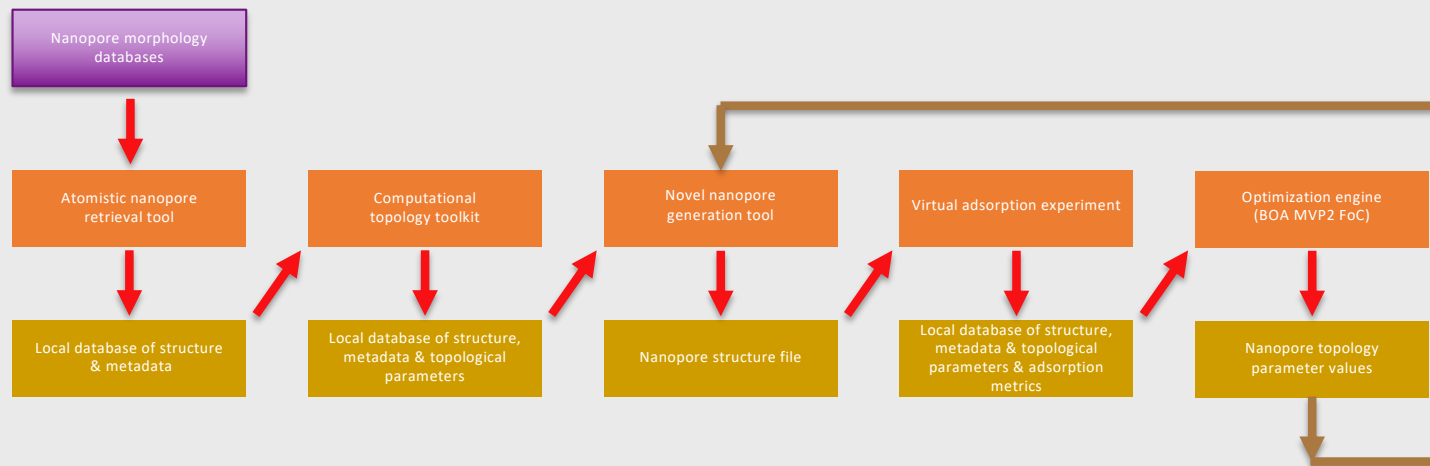 Nanopore morphology
databases
Atomistic nanopore
retrieval tool
Computational
topology toolkit
Novel nanopore
generation tool
Virtual adsorption experiment
Optimization engine
(BOA MVP2 FoC)
Local database of structure
& metadata
Local database of structure,
metadata & topological
parameters
Nanopore structure file
Local database of structure,
metadata & topological
parameters & adsorption
metrics
Nanopore topology
parameter values